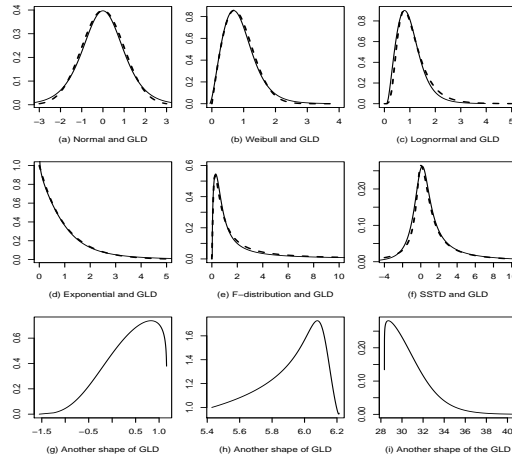 0.0 0.1 0.2 0.3 0.4
−3 −2 −1 0 1 2 3
(a) Normal and GLD
0.0 0.2 0.4 0.6 0.8
0 1 2 3 4
(b) Weibull and GLD
0.0 0.2 0.4 0.6 0.8
0 1 2 3 4 5
(c) Lognormal and GLD
0.0 0.2 0.4 0.6 0.8 1.0
0 1 2 3 4 5
(d) Exponential and GLD
0.0 0.2 0.4 0.6
0 2 4 6 8 10
(e) F−distribution and GLD
0.00 0.10 0.20
−4 0 2 4 6 8 10
(f) SSTD and GLD
0.0 0.2 0.4 0.6
−1.5 −0.5 0.5 1.0
(g) Another shape of GLD
1.0 1.2 1.4 1.6
5.4 5.6 5.8 6.0 6.2
(h) Another shape of GLD
0.00 0.10 0.20
28 30 32 34 36 38 40
(i) Another shape of the GLD